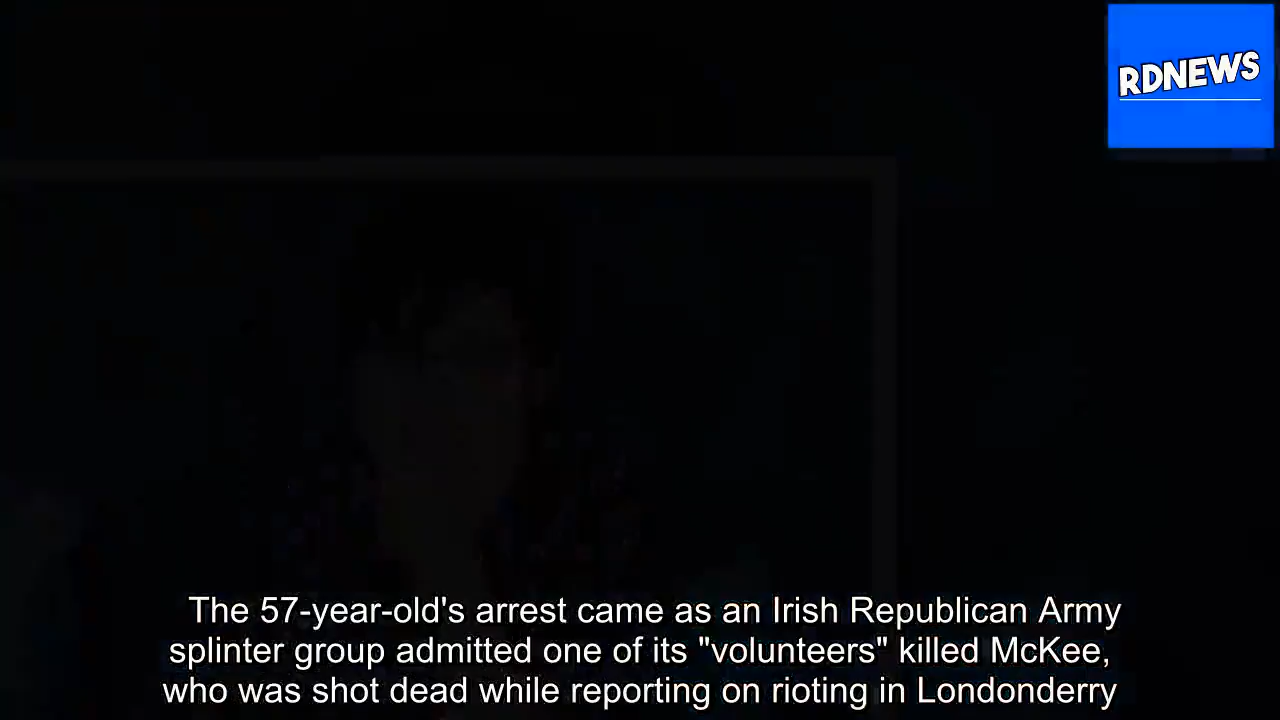 RDNEWS
The 57-year-old's arrest came as an Irish Republican Army
splinter group admitted one of its "volunteers" killed McKee,
who was shot dead while reporting on rioting in Londonderry